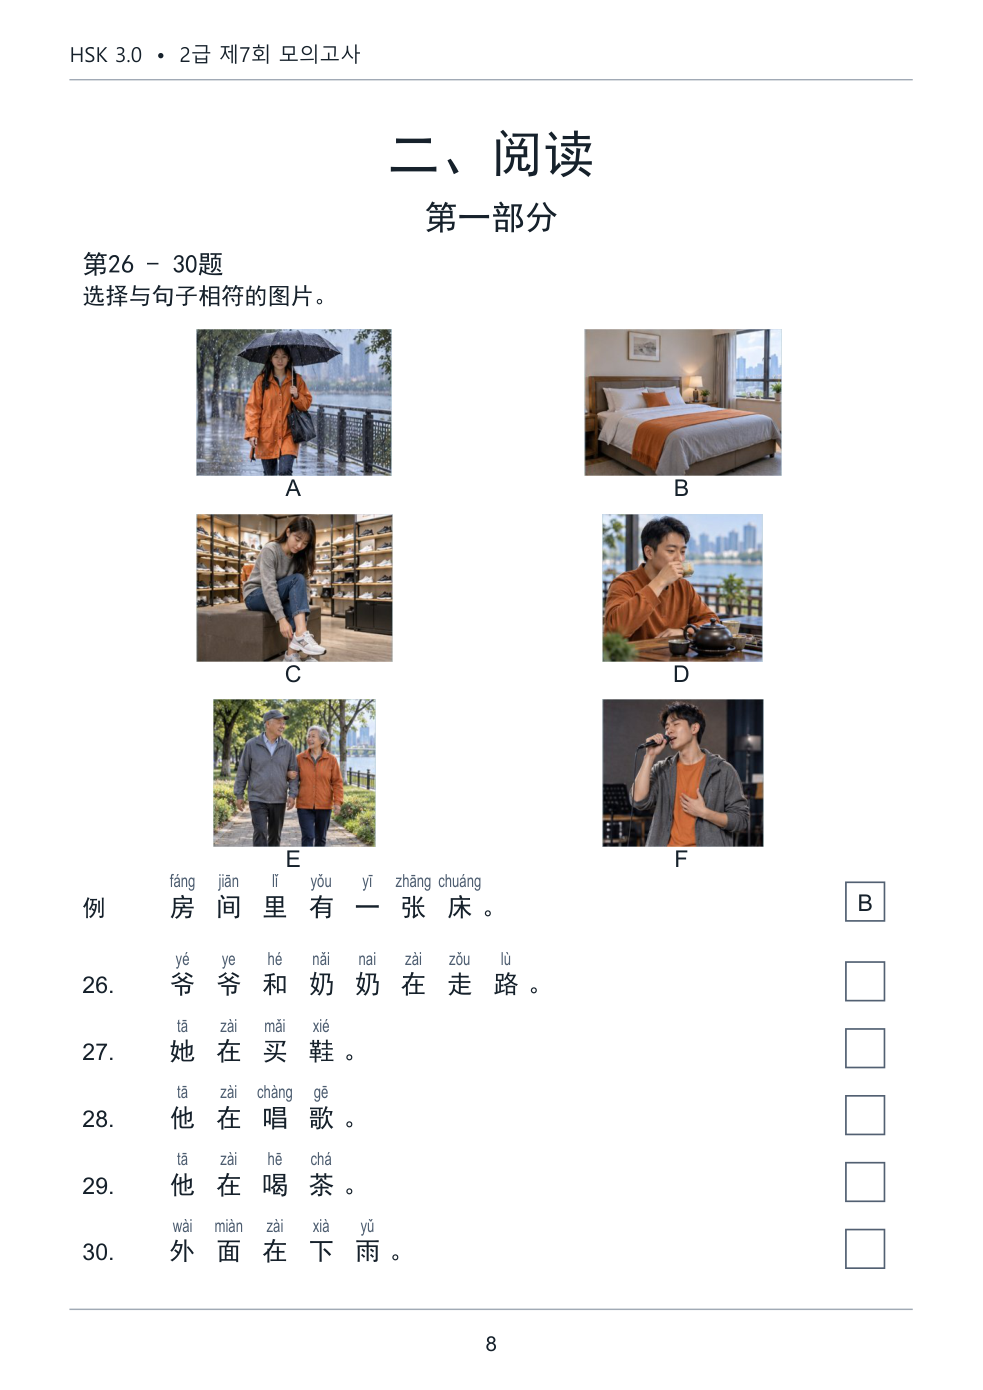 HSK 3.0 • 2급 제7회 모의고사
二、阅读
第一部分
第26 – 30题
选择与句子相符的图片。
A
B
C
D
E
F
fáng jiān lǐ yǒu yī zhāng chuáng
例 房间里有一张床。 B
yé ye hé nǎi nai zài zǒu lù
26. 爷爷和奶奶在走路。
tā zài mǎi xié
27. 她在买鞋。
tā zài chàng gē
28. 他在唱歌。
tā zài hē chá
29. 他在喝茶。
wài miàn zài xià yǔ
30. 外面在下雨。
8